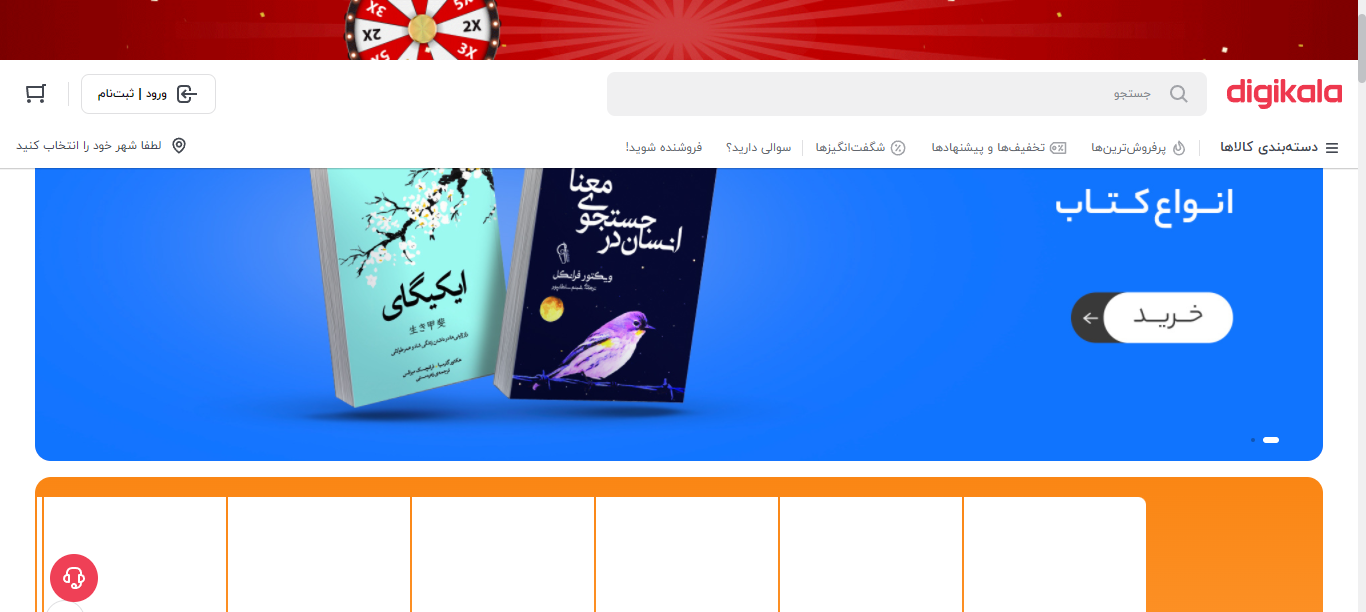 3X
5X
2X
2X
5X
3X
digikala
جستجو
ورود | ثبت‌نام
دسته‌بندی کالاها
پرفروش‌ترین‌ها
تخفیف‌ها و پیشنهادها
شگفت‌انگیزها
سوالی دارید؟
فروشنده شوید!
لطفا شهر خود را انتخاب کنید
انواع کتاب
خرید
انسان در
جستجوی
معنا
ویکتور فرانکل
ایکیگای
生き甲斐